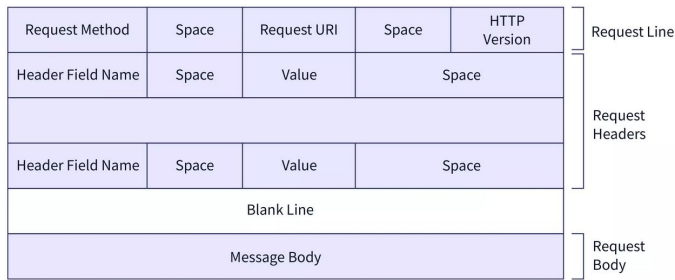 Request Method Space Request URI Space HTTP Version Request Line
Header Field Name Space Value Space
Request Headers
Header Field Name Space Value Space
Blank Line
Message Body Request Body